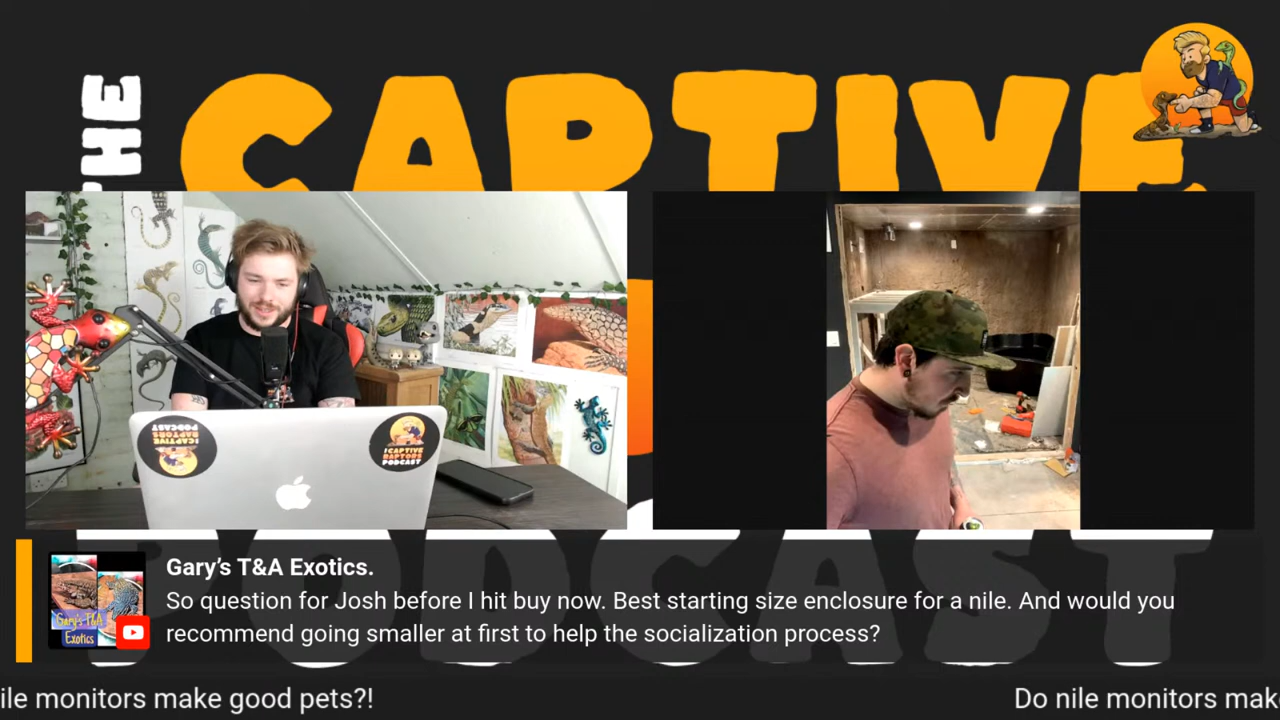 THE
CAPTIVE
CAPTIVE
RAPTORS
PODCAST
CAPTIVE
RAPTORS
PODCAST
PODCAST
Gary’s T&A Exotics.
So question for Josh before I hit buy now. Best starting size enclosure for a nile. And would you
recommend going smaller at first to help the socialization process?
Gary's T&A
Exotics
ile monitors make good pets?!
Do nile monitors mak